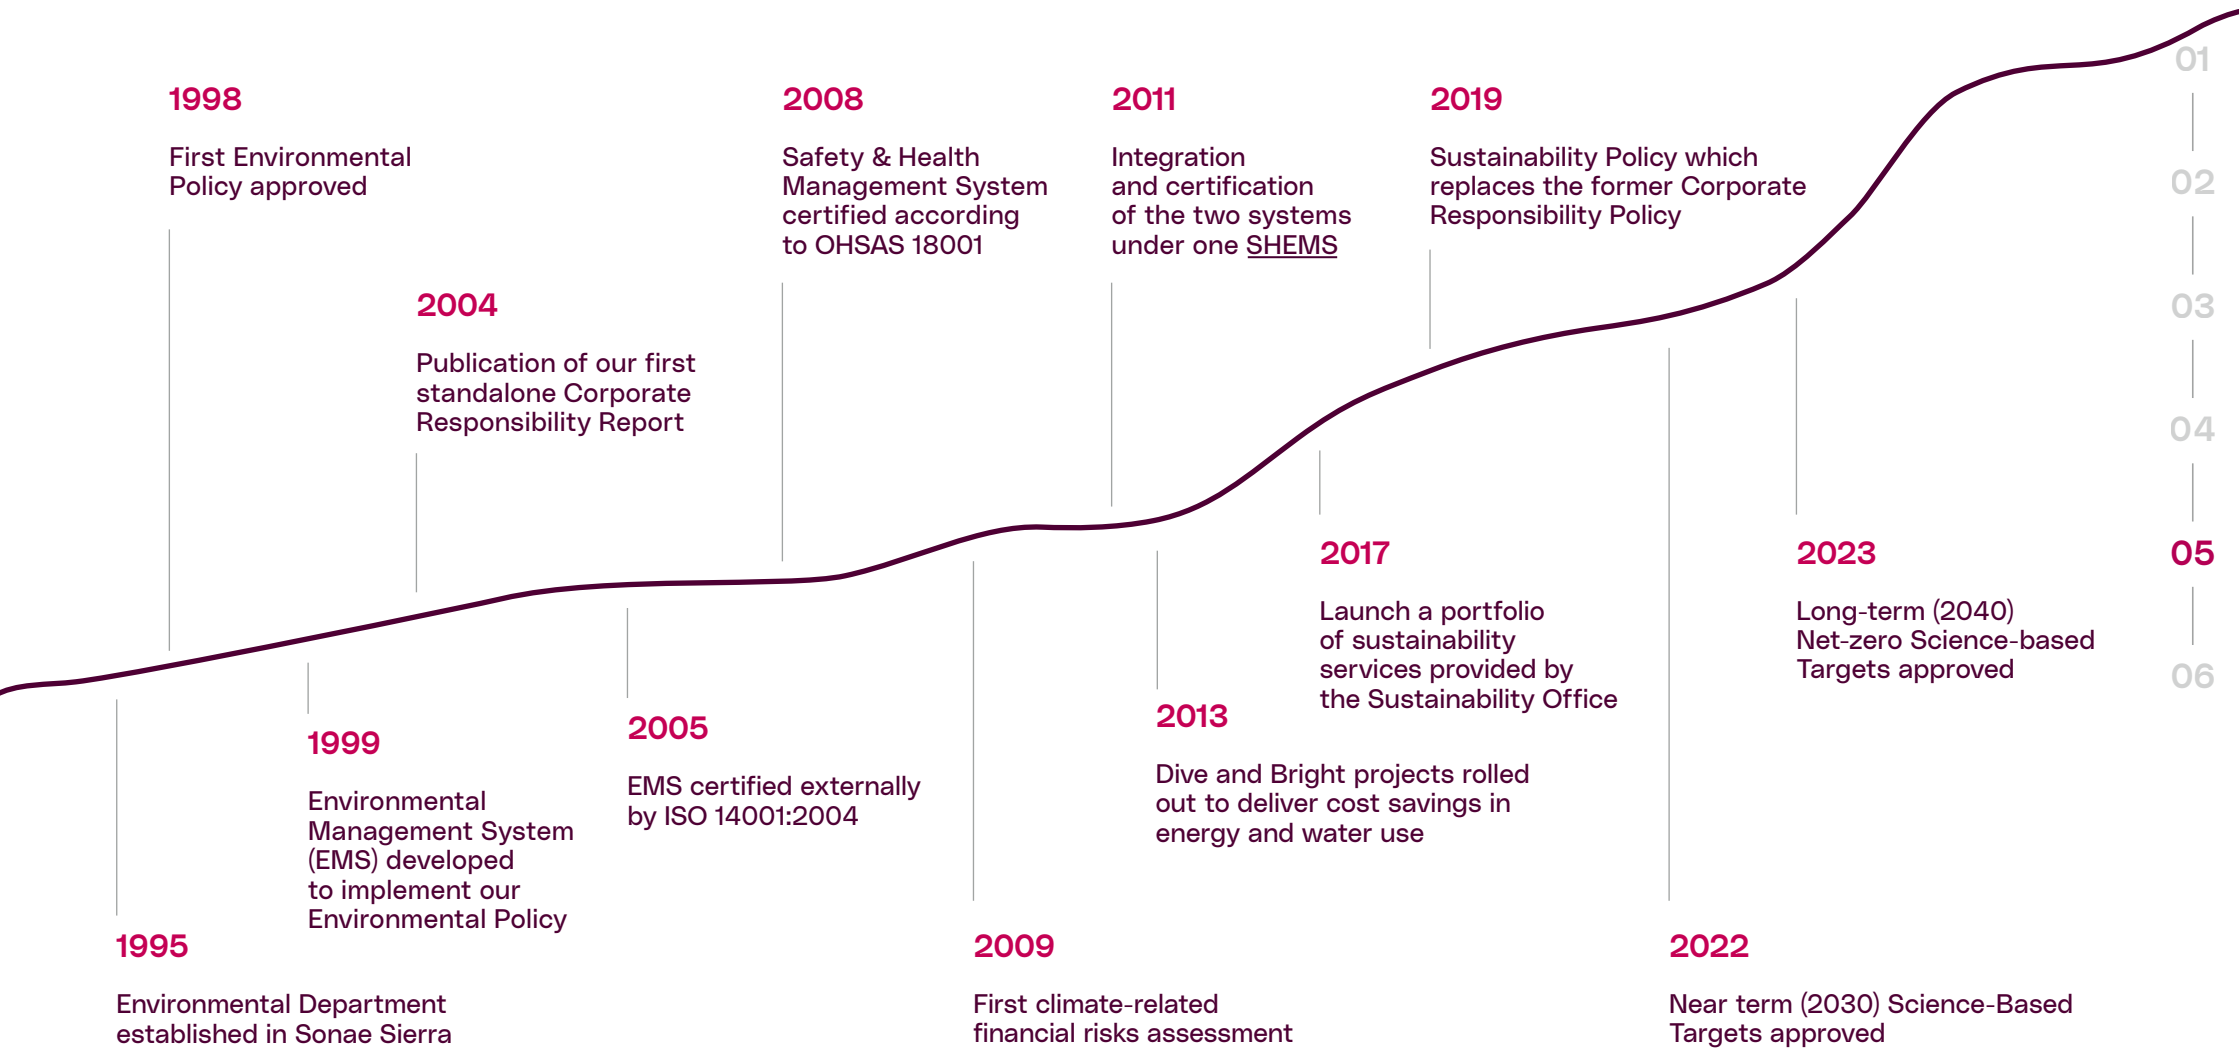 1998
First Environmental
Policy approved
2004
Publication of our first
standalone Corporate
Responsibility Report
2008
Safety & Health
Management System
certified according
to OHSAS 18001
2011
Integration
and certification
of the two systems
under one SHEMS
2019
Sustainability Policy which
replaces the former Corporate
Responsibility Policy
1995
Environmental Department
established in Sonae Sierra
1999
Environmental
Management System
(EMS) developed
to implement our
Environmental Policy
2005
EMS certified externally
by ISO 14001:2004
2009
First climate-related
financial risks assessment
2013
Dive and Bright projects rolled
out to deliver cost savings in
energy and water use
2017
Launch a portfolio
of sustainability
services provided by
the Sustainability Office
2022
Near term (2030) Science-Based
Targets approved
2023
Long-term (2040)
Net-zero Science-based
Targets approved
01
02
03
04
05
06